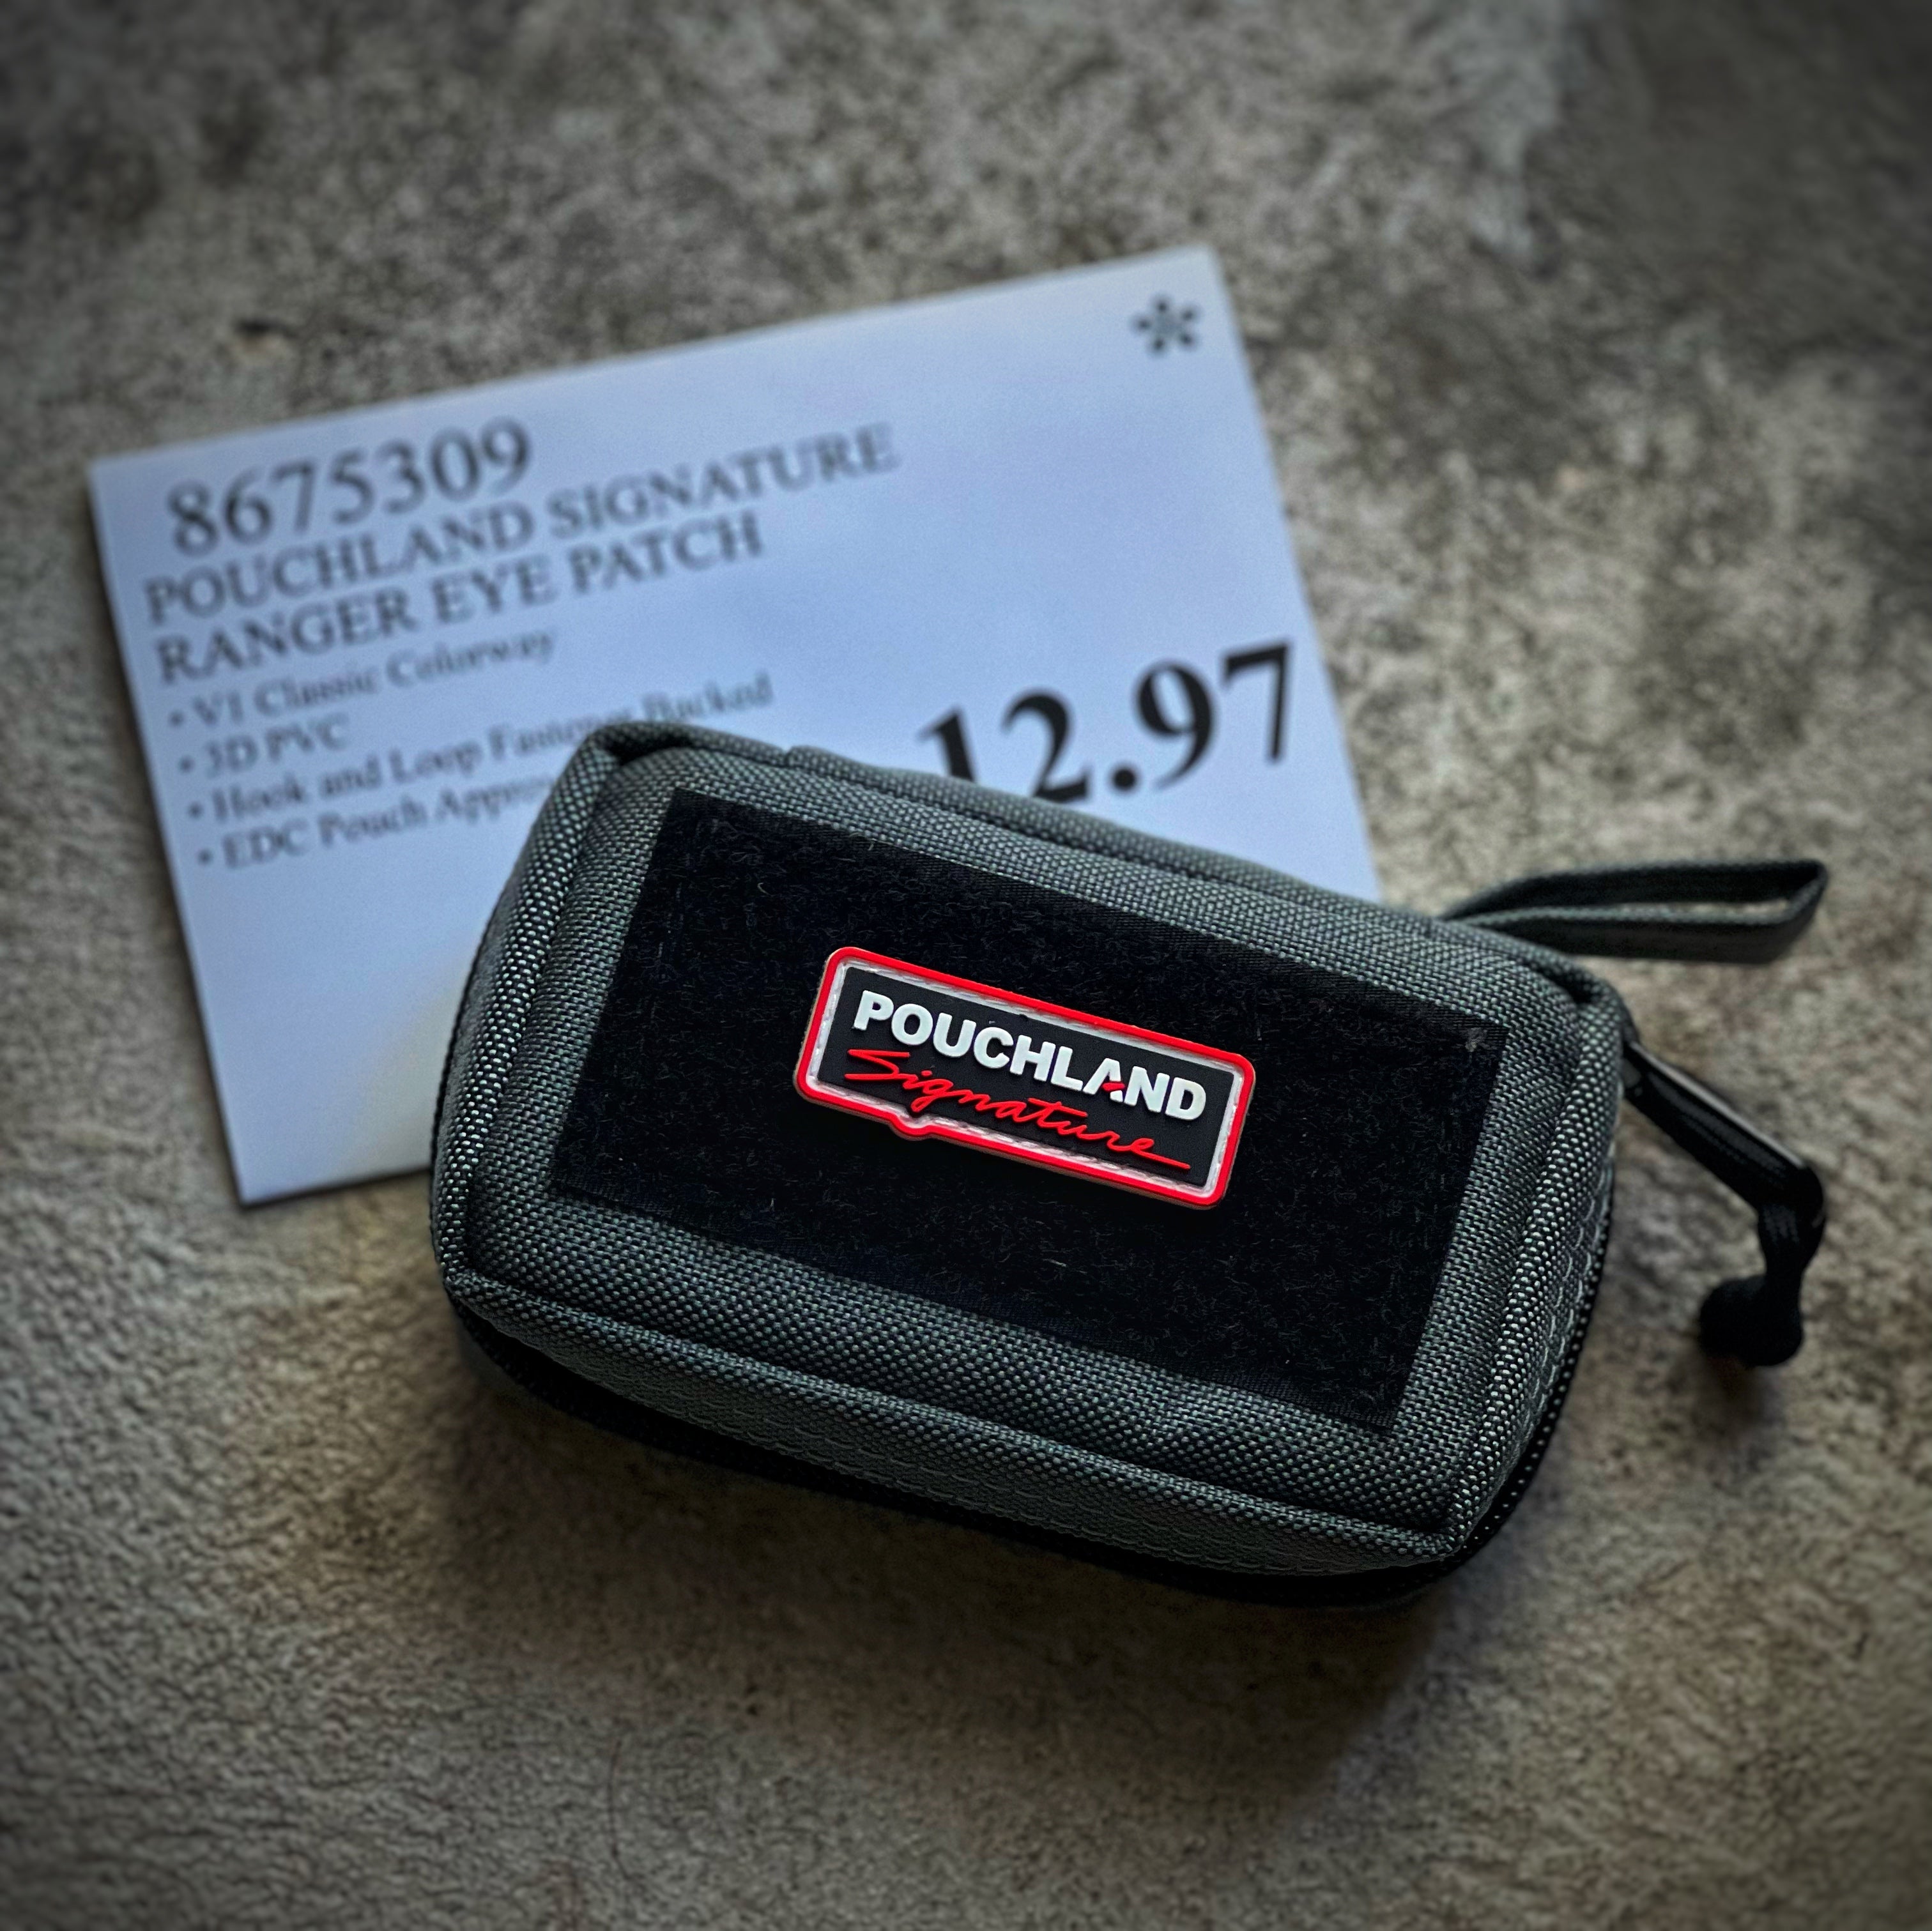 *
8675309
POUCHLAND SIGNATURE
RANGER EYE PATCH
• V1 Classic Colorway
• 3D PVC
• Hook and Loop Fastener Backed
• EDC Pouch
12.97
POUCHLAND
Signature